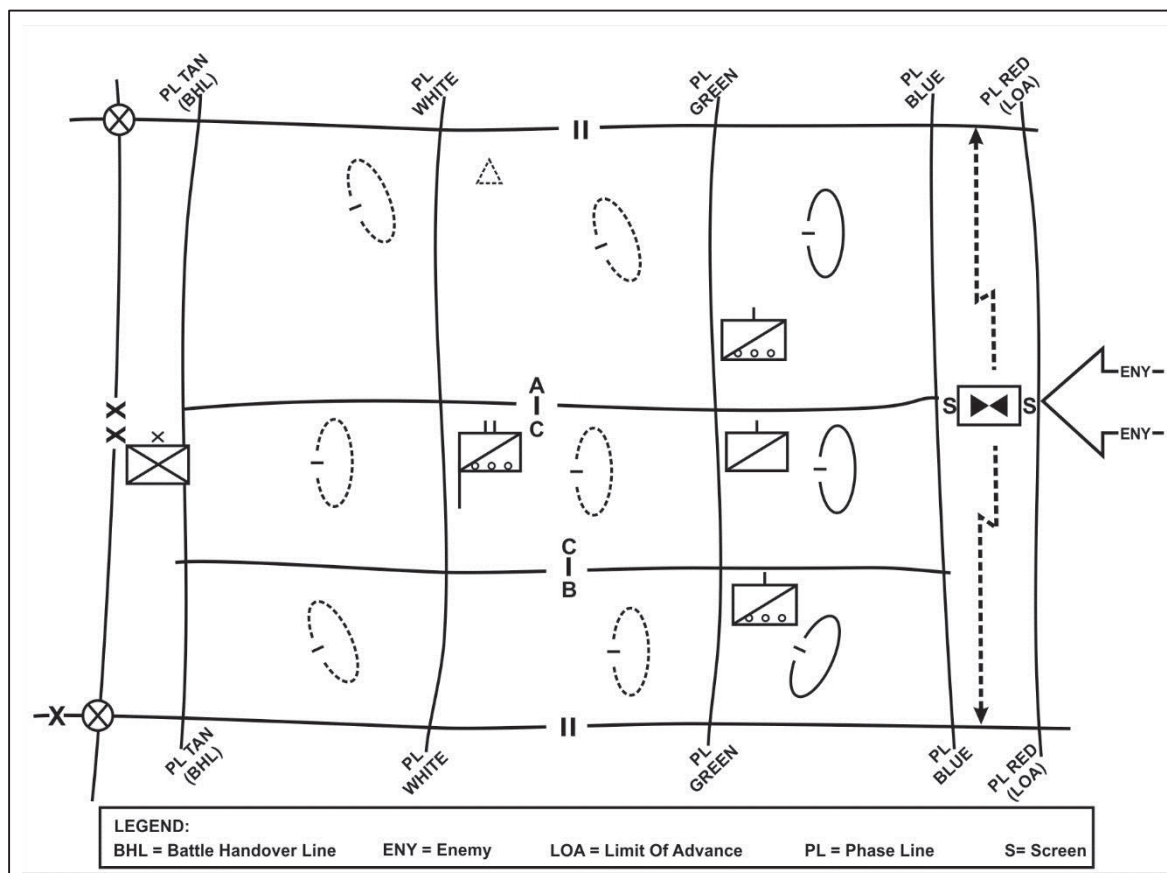 PL TAN
(BHL)
PL
WHITE
PL
GREEN
PL
BLUE
PL RED
(LOA)
II
X
X
A
C
S
S
ENY
ENY
C
B
X
II
PL TAN
(BHL)
PL
WHITE
PL
GREEN
PL
BLUE
PL RED
(LOA)
LEGEND:
BHL = Battle Handover Line ENY = Enemy LOA = Limit Of Advance PL = Phase Line S= Screen